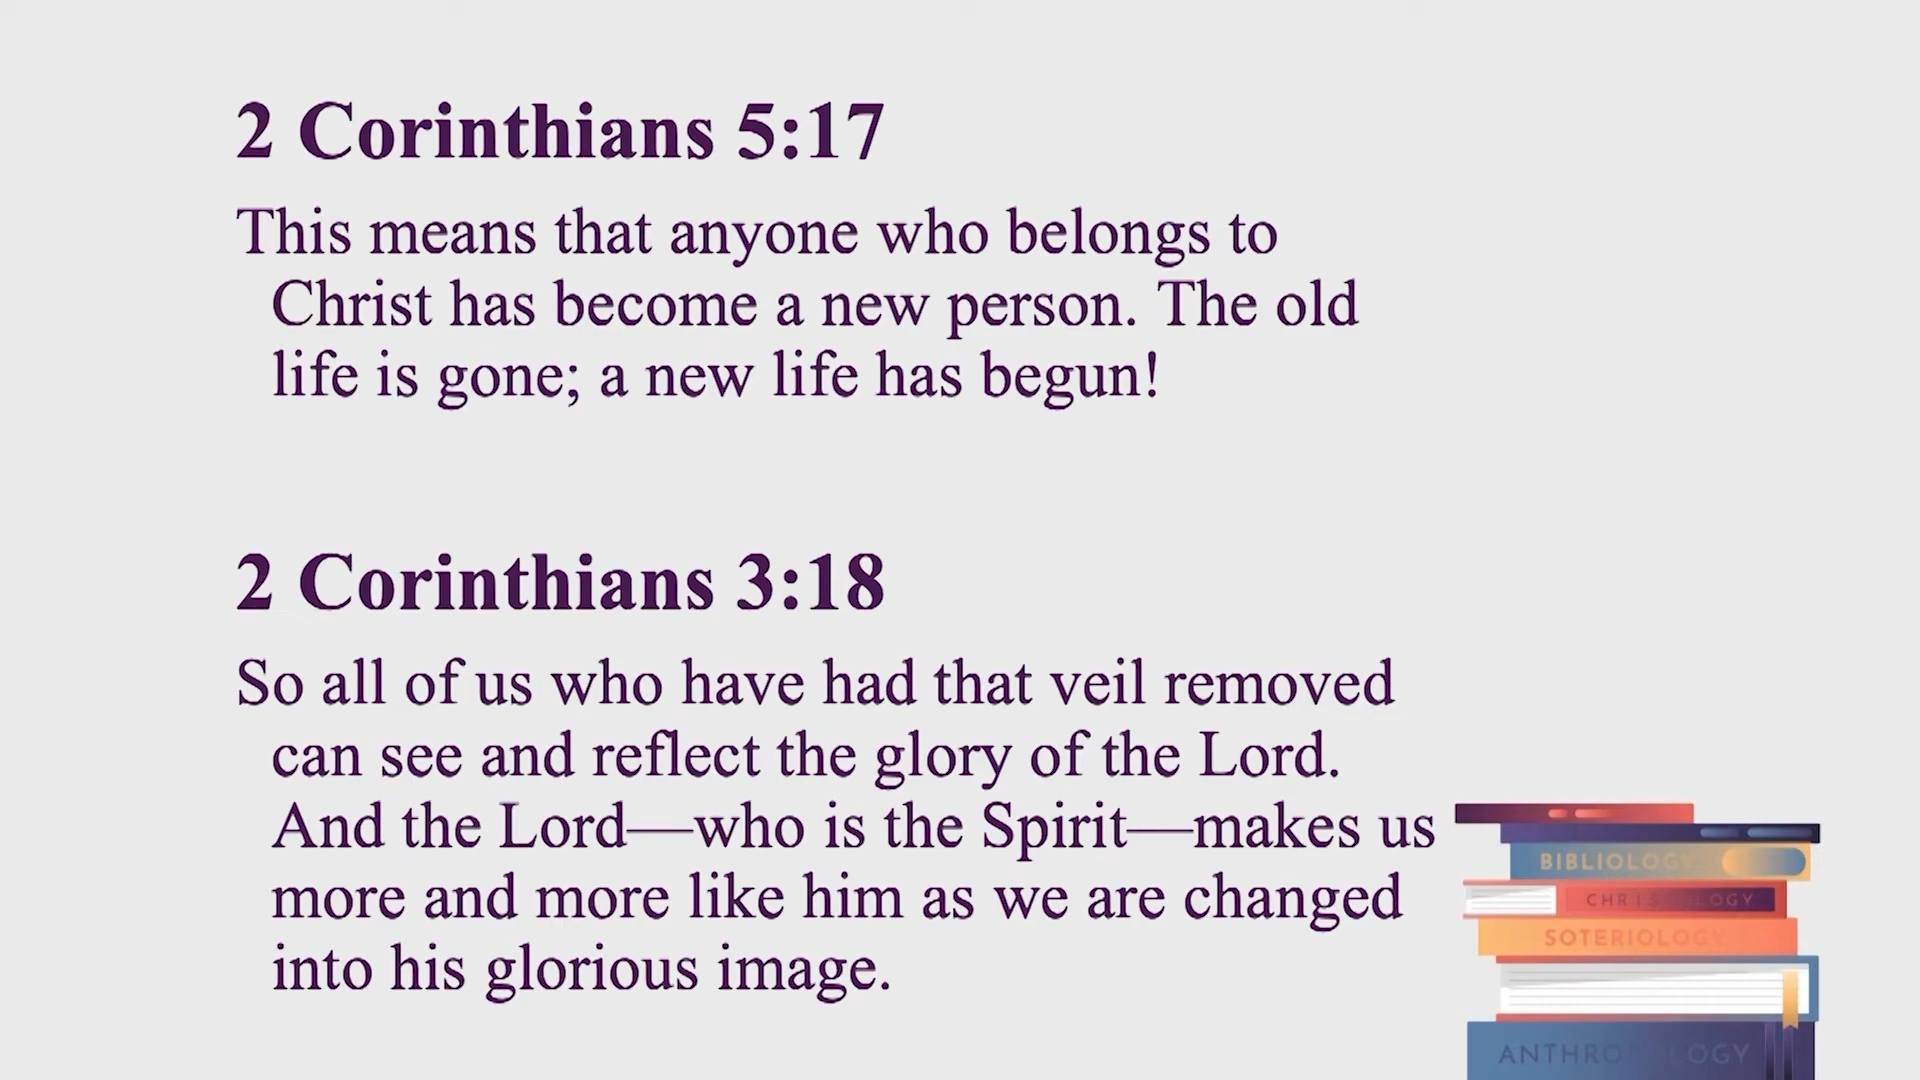 2 Corinthians 5:17
This means that anyone who belongs to
Christ has become a new person. The old
life is gone; a new life has begun!
2 Corinthians 3:18
So all of us who have had that veil removed
can see and reflect the glory of the Lord.
And the Lord—who is the Spirit—makes us
more and more like him as we are changed
into his glorious image.
BIBLIOLOGY
SOTERIOLOGY